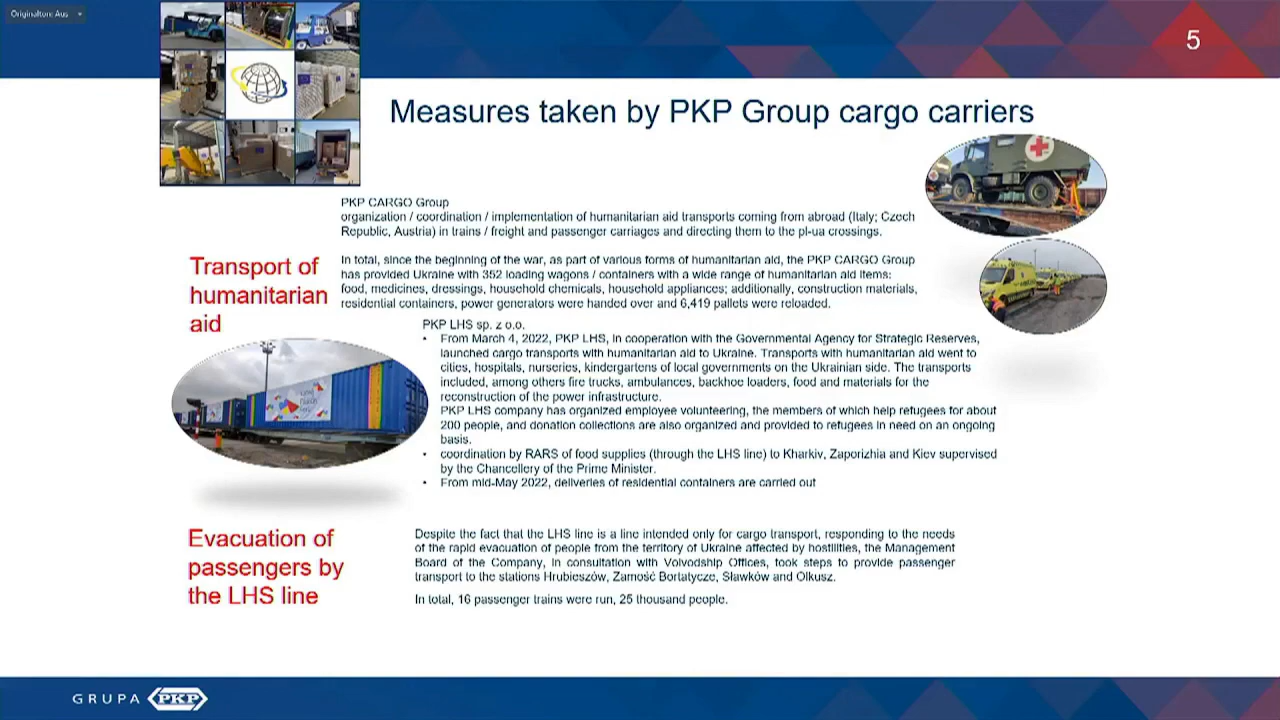 Originalton: Aus
5
Measures taken by PKP Group cargo carriers
PKP CARGO Group
organization / coordination / implementation of humanitarian aid transports coming from abroad (Italy; Czech
Republic, Austria) in trains / freight and passenger carriages and directing them to the pl-ua crossings.
Transport of
humanitarian
aid
In total, since the beginning of the war, as part of various forms of humanitarian aid, the PKP CARGO Group
has provided Ukraine with 352 loading wagons / containers with a wide range of humanitarian aid items:
food, medicines, dressings, household chemicals, household appliances; additionally, construction materials,
residential containers, power generators were handed over and 6,419 pallets were reloaded.
PKP LHS sp. z o.o.
• From March 4, 2022, PKP LHS, in cooperation with the Governmental Agency for Strategic Reserves,
launched cargo transports with humanitarian aid to Ukraine. Transports with humanitarian aid went to
cities, hospitals, nurseries, kindergartens of local governments on the Ukrainian side. The transports
included, among others fire trucks, ambulances, backhoe loaders, food and materials for the
reconstruction of the power infrastructure.
PKP LHS company has organized employee volunteering, the members of which help refugees for about
200 people, and donation collections are also organized and provided to refugees in need on an ongoing
basis.
• coordination by RARS of food supplies (through the LHS line) to Kharkiv, Zaporizhia and Kiev supervised
by the Chancellery of the Prime Minister.
• From mid-May 2022, deliveries of residential containers are carried out
Evacuation of
passengers by
the LHS line
Despite the fact that the LHS line is a line intended only for cargo transport, responding to the needs
of the rapid evacuation of people from the territory of Ukraine affected by hostilities, the Management
Board of the Company, in consultation with Voivodship Offices, took steps to provide passenger
transport to the stations Hrubieszów, Zamość Bortatycze, Sławków and Olkusz.
In total, 16 passenger trains were run, 25 thousand people.
GRUPA PKP